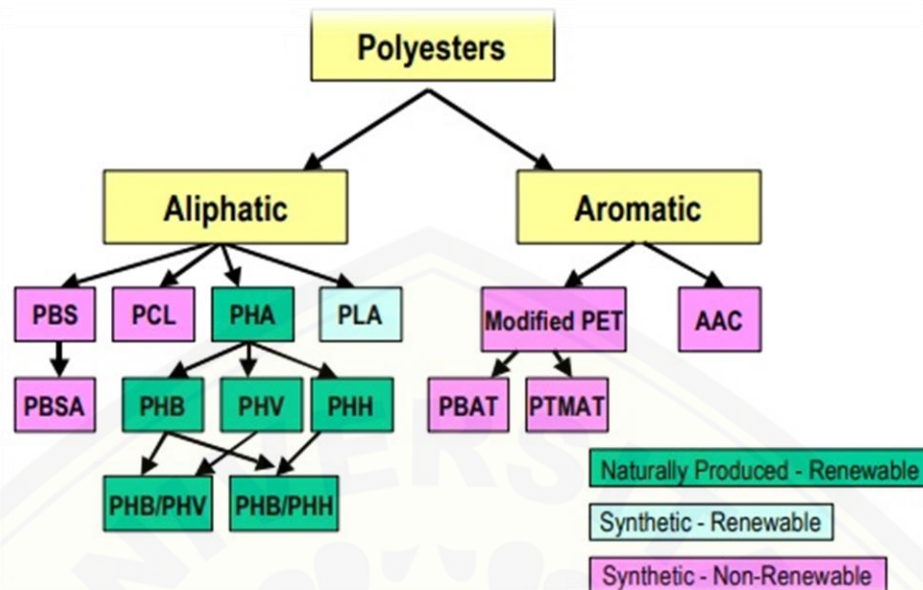 Polyesters
Aliphatic
Aromatic
PBS
PCL
PHA
PLA
Modified PET
AAC
PBSA
PHB
PHV
PHH
PBAT
PTMAT
PHB/PHV
PHB/PHH
Naturally Produced - Renewable
Synthetic - Renewable
Synthetic - Non-Renewable